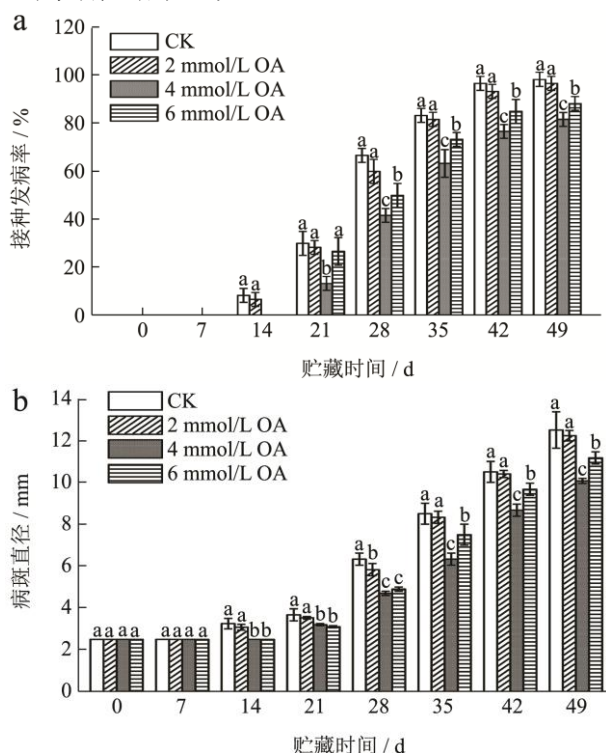 a
CK
2 mmol/L OA
4 mmol/L OA
6 mmol/L OA
接种发病率 / %
120
100
80
60
40
20
0
a a
a a b a
a a c b
a a c b
a a c b
a a c b
0 7 14 21 28 35 42 49
贮藏时间 / d
b
CK
2 mmol/L OA
4 mmol/L OA
6 mmol/L OA
病斑直径 / mm
14
12
10
8
6
4
2
0
a a a a
a a a a
a a b b
a a b b
a b c c
a a c b
a a c b
a a c b
0 7 14 21 28 35 42 49
贮藏时间 / d